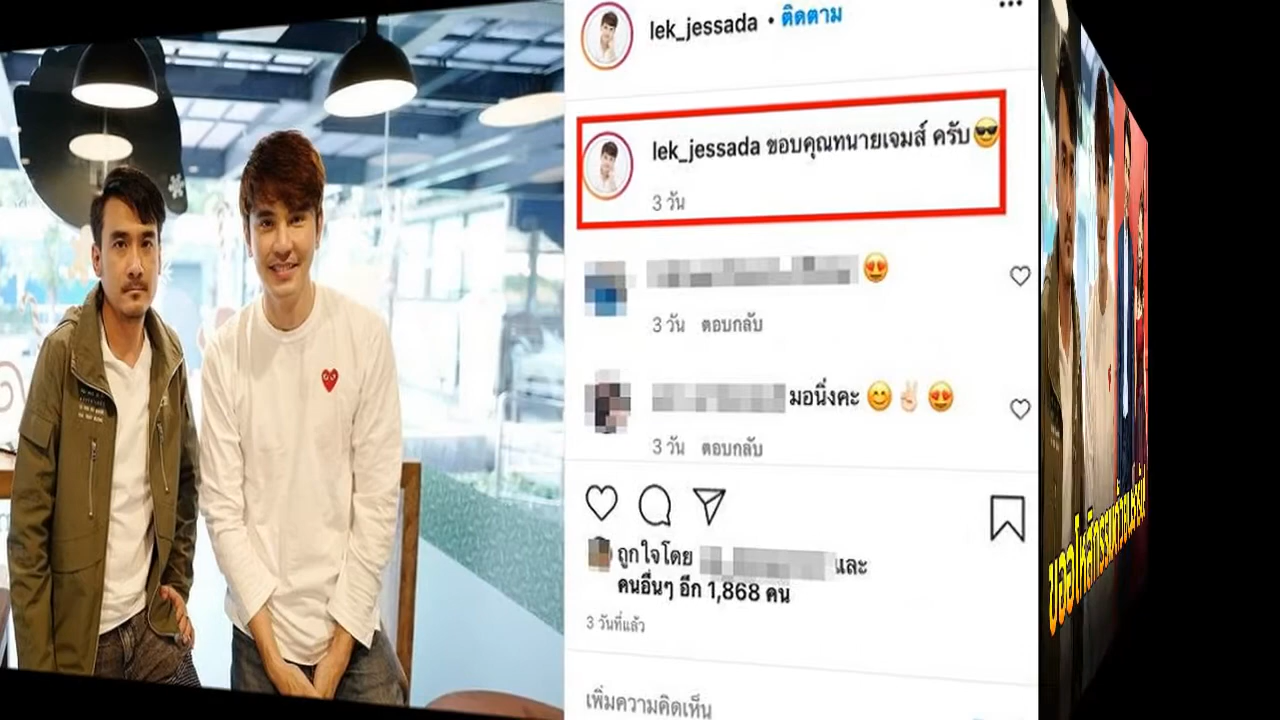 lek_jessada • ติดตาม
lek_jessada ขอบคุณทนายเจมส์ ครับ😎
3 วัน
😍
3 วัน ตอบกลับ
มอนิ่งคะ 😊✌🏻😍
3 วัน ตอบกลับ
ถูกใจโดย และ
คนอื่นๆ อีก 1,868 คน
3 วันที่แล้ว
เพิ่มความคิดเห็น